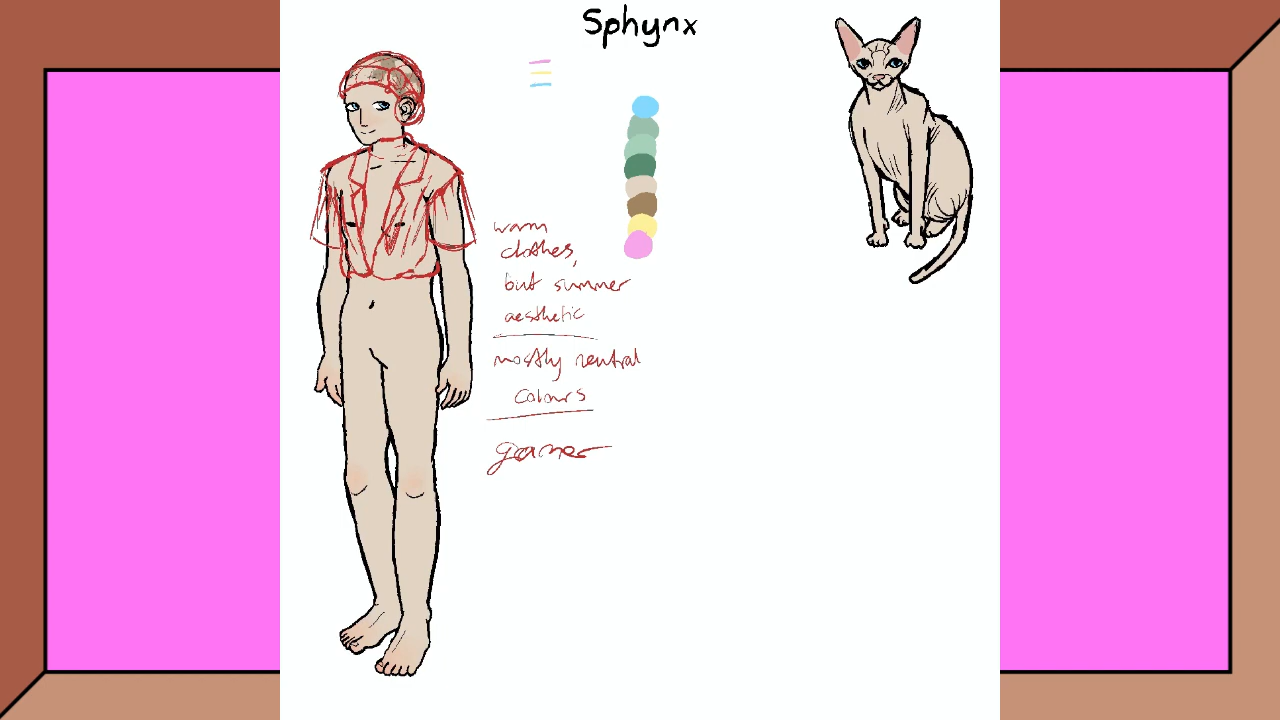 Sphynx
warm
clothes,
but summer
aesthetic
mostly neutral
colours
gamer